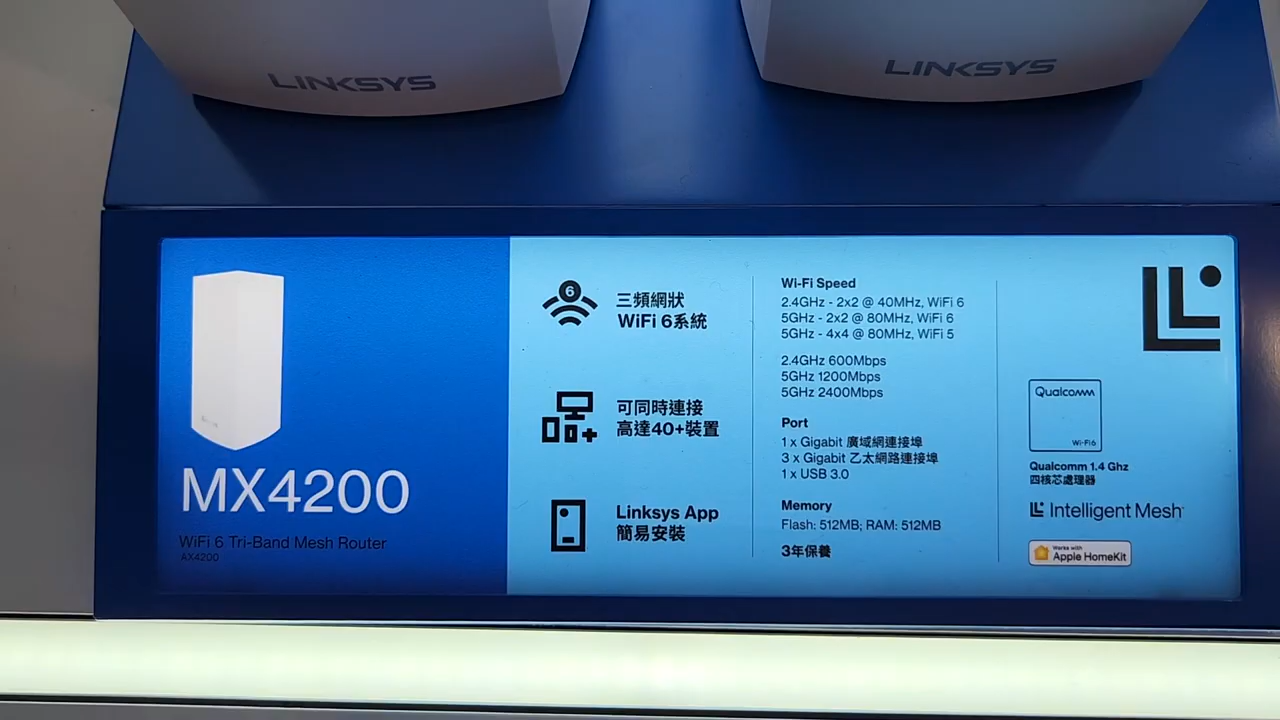 LINKSYS
LINKSYS
MX4200
WiFi 6 Tri-Band Mesh Router
AX4200
6
三頻網狀
WiFi 6系統
可同時連接
高達40+裝置
Linksys App
簡易安裝
Wi-Fi Speed
2.4GHz - 2x2 @ 40MHz, WiFi 6
5GHz - 2x2 @ 80MHz, WiFi 6
5GHz - 4x4 @ 80MHz, WiFi 5
2.4GHz 600Mbps
5GHz 1200Mbps
5GHz 2400Mbps
Port
1 x Gigabit 廣域網連接埠
3 x Gigabit 乙太網路連接埠
1 x USB 3.0
Memory
Flash: 512MB; RAM: 512MB
3年保養
Qualcomm
Wi-Fi6
Qualcomm 1.4 Ghz
四核芯處理器
Intelligent Mesh
Works with
Apple HomeKit